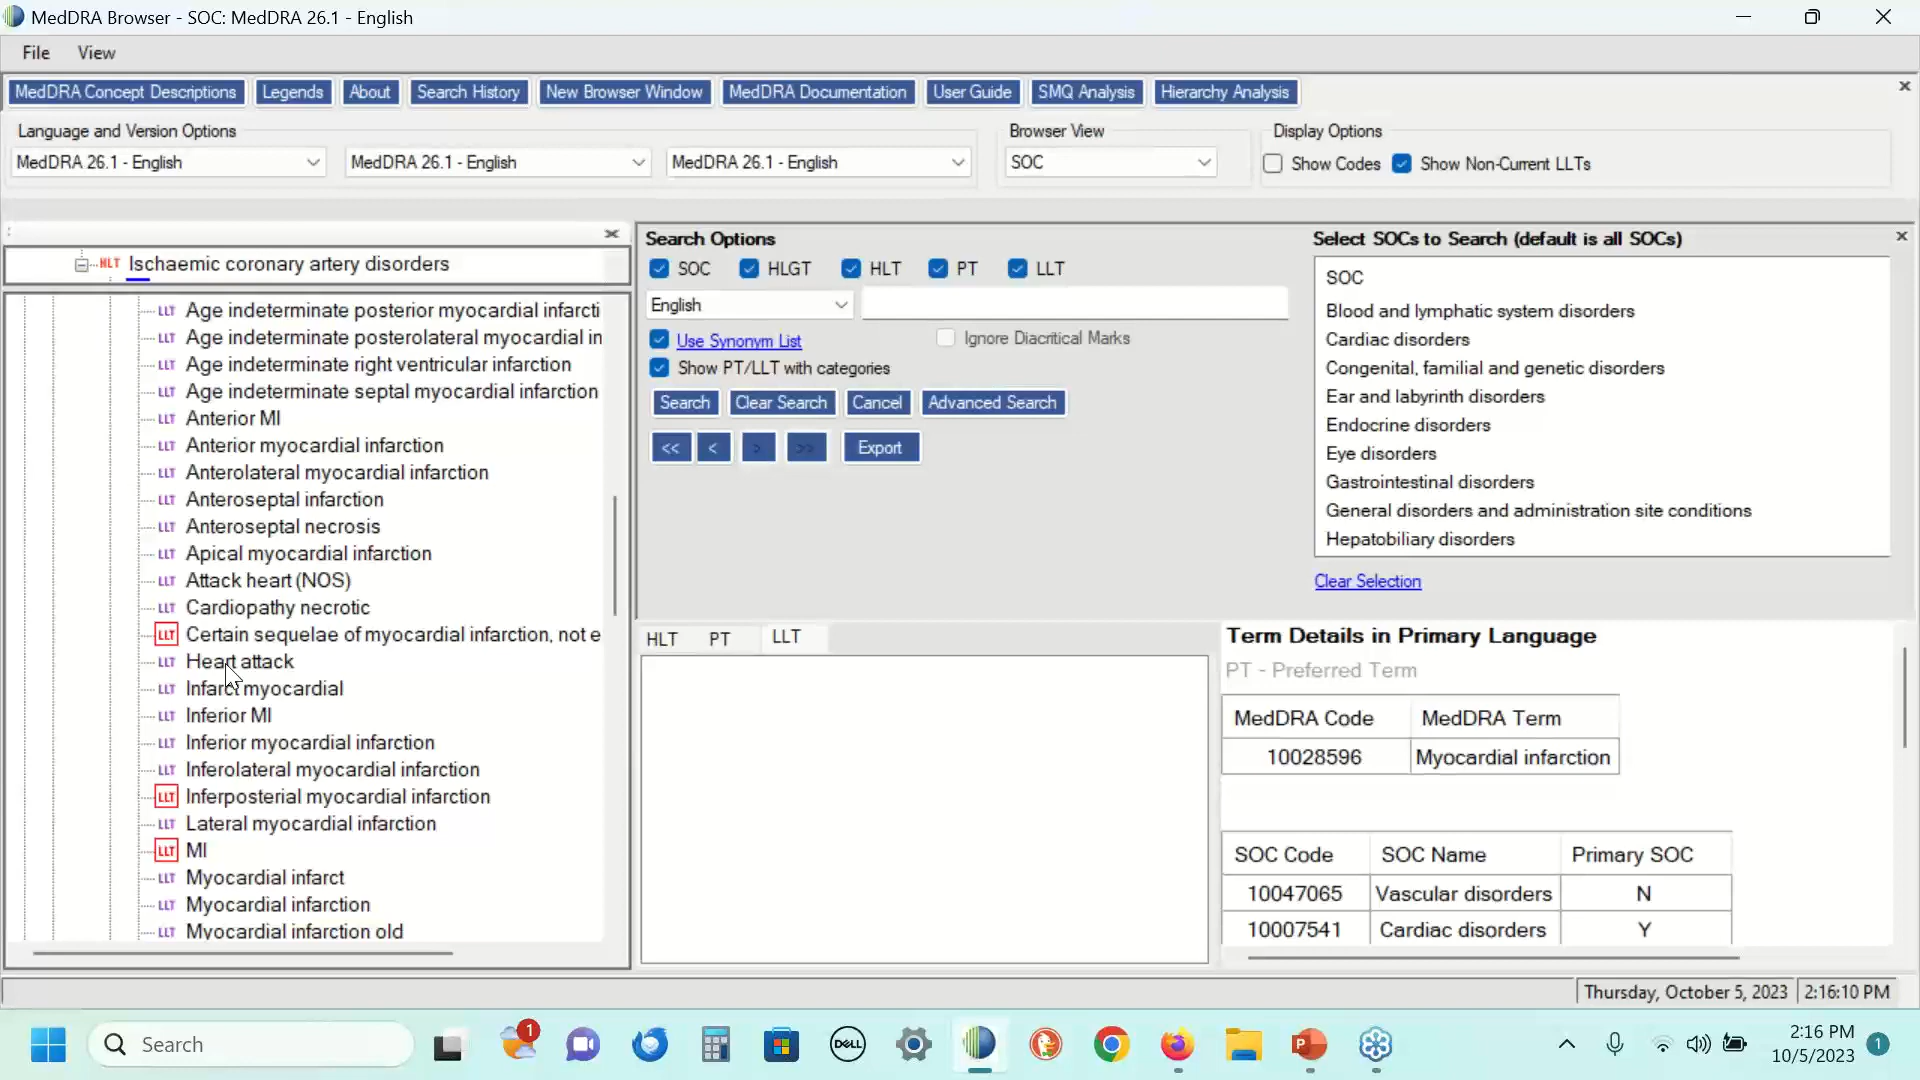 MedDRA Browser - SOC: MedDRA 26.1 - English
File View
MedDRA Concept Descriptions Legends About Search History New Browser Window MedDRA Documentation User Guide SMQ Analysis Hierarchy Analysis
Language and Version Options
MedDRA 26.1 - English MedDRA 26.1 - English MedDRA 26.1 - English
Browser View
SOC
Display Options
Show Codes Show Non-Current LLTs
HLT Ischaemic coronary artery disorders
LLT Age indeterminate posterior myocardial infarcti
LLT Age indeterminate posterolateral myocardial in
LLT Age indeterminate right ventricular infarction
LLT Age indeterminate septal myocardial infarction
LLT Anterior MI
LLT Anterior myocardial infarction
LLT Anterolateral myocardial infarction
LLT Anteroseptal infarction
LLT Anteroseptal necrosis
LLT Apical myocardial infarction
LLT Attack heart (NOS)
LLT Cardiopathy necrotic
LLT Certain sequelae of myocardial infarction, not e
LLT Heart attack
LLT Infarct myocardial
LLT Inferior MI
LLT Inferior myocardial infarction
LLT Inferolateral myocardial infarction
LLT Inferposterial myocardial infarction
LLT Lateral myocardial infarction
LLT MI
LLT Myocardial infarct
LLT Myocardial infarction
LLT Myocardial infarction old
Search Options
SOC HLGT HLT PT LLT
English
Use Synonym List Ignore Diacritical Marks
Show PT/LLT with categories
Search Clear Search Cancel Advanced Search
<< < > >> Export
Select SOCs to Search (default is all SOCs)
SOC
Blood and lymphatic system disorders
Cardiac disorders
Congenital, familial and genetic disorders
Ear and labyrinth disorders
Endocrine disorders
Eye disorders
Gastrointestinal disorders
General disorders and administration site conditions
Hepatobiliary disorders
Clear Selection
HLT PT LLT
Term Details in Primary Language
PT - Preferred Term
MedDRA Code MedDRA Term
10028596 Myocardial infarction
SOC Code SOC Name Primary SOC
10047065 Vascular disorders N
10007541 Cardiac disorders Y
Thursday, October 5, 2023 2:16:10 PM
Search
1
DELL
2:16 PM
10/5/2023
1